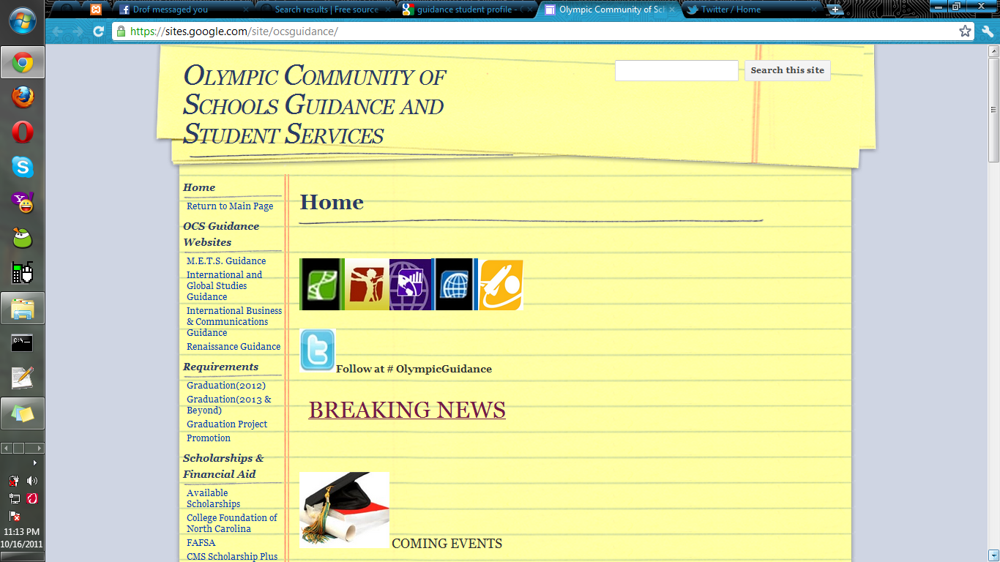 Drof messaged you
Search results | Free source
guidance student profile -
Olympic Community of Sch
Twitter / Home
https://sites.google.com/site/ocsguidance/
OLYMPIC COMMUNITY OF
SCHOOLS GUIDANCE AND
STUDENT SERVICES
Search this site
Home
Return to Main Page
OCS Guidance
Websites
M.E.T.S. Guidance
International and
Global Studies
Guidance
International Business
& Communications
Guidance
Renaissance Guidance
Requirements
Graduation(2012)
Graduation(2013 &
Beyond)
Graduation Project
Promotion
Scholarships &
Financial Aid
Available
Scholarships
College Foundation of
North Carolina
FAFSA
CMS Scholarship Plus
Home
Follow at # OlympicGuidance
BREAKING NEWS
COMING EVENTS
11:13 PM
10/16/2011